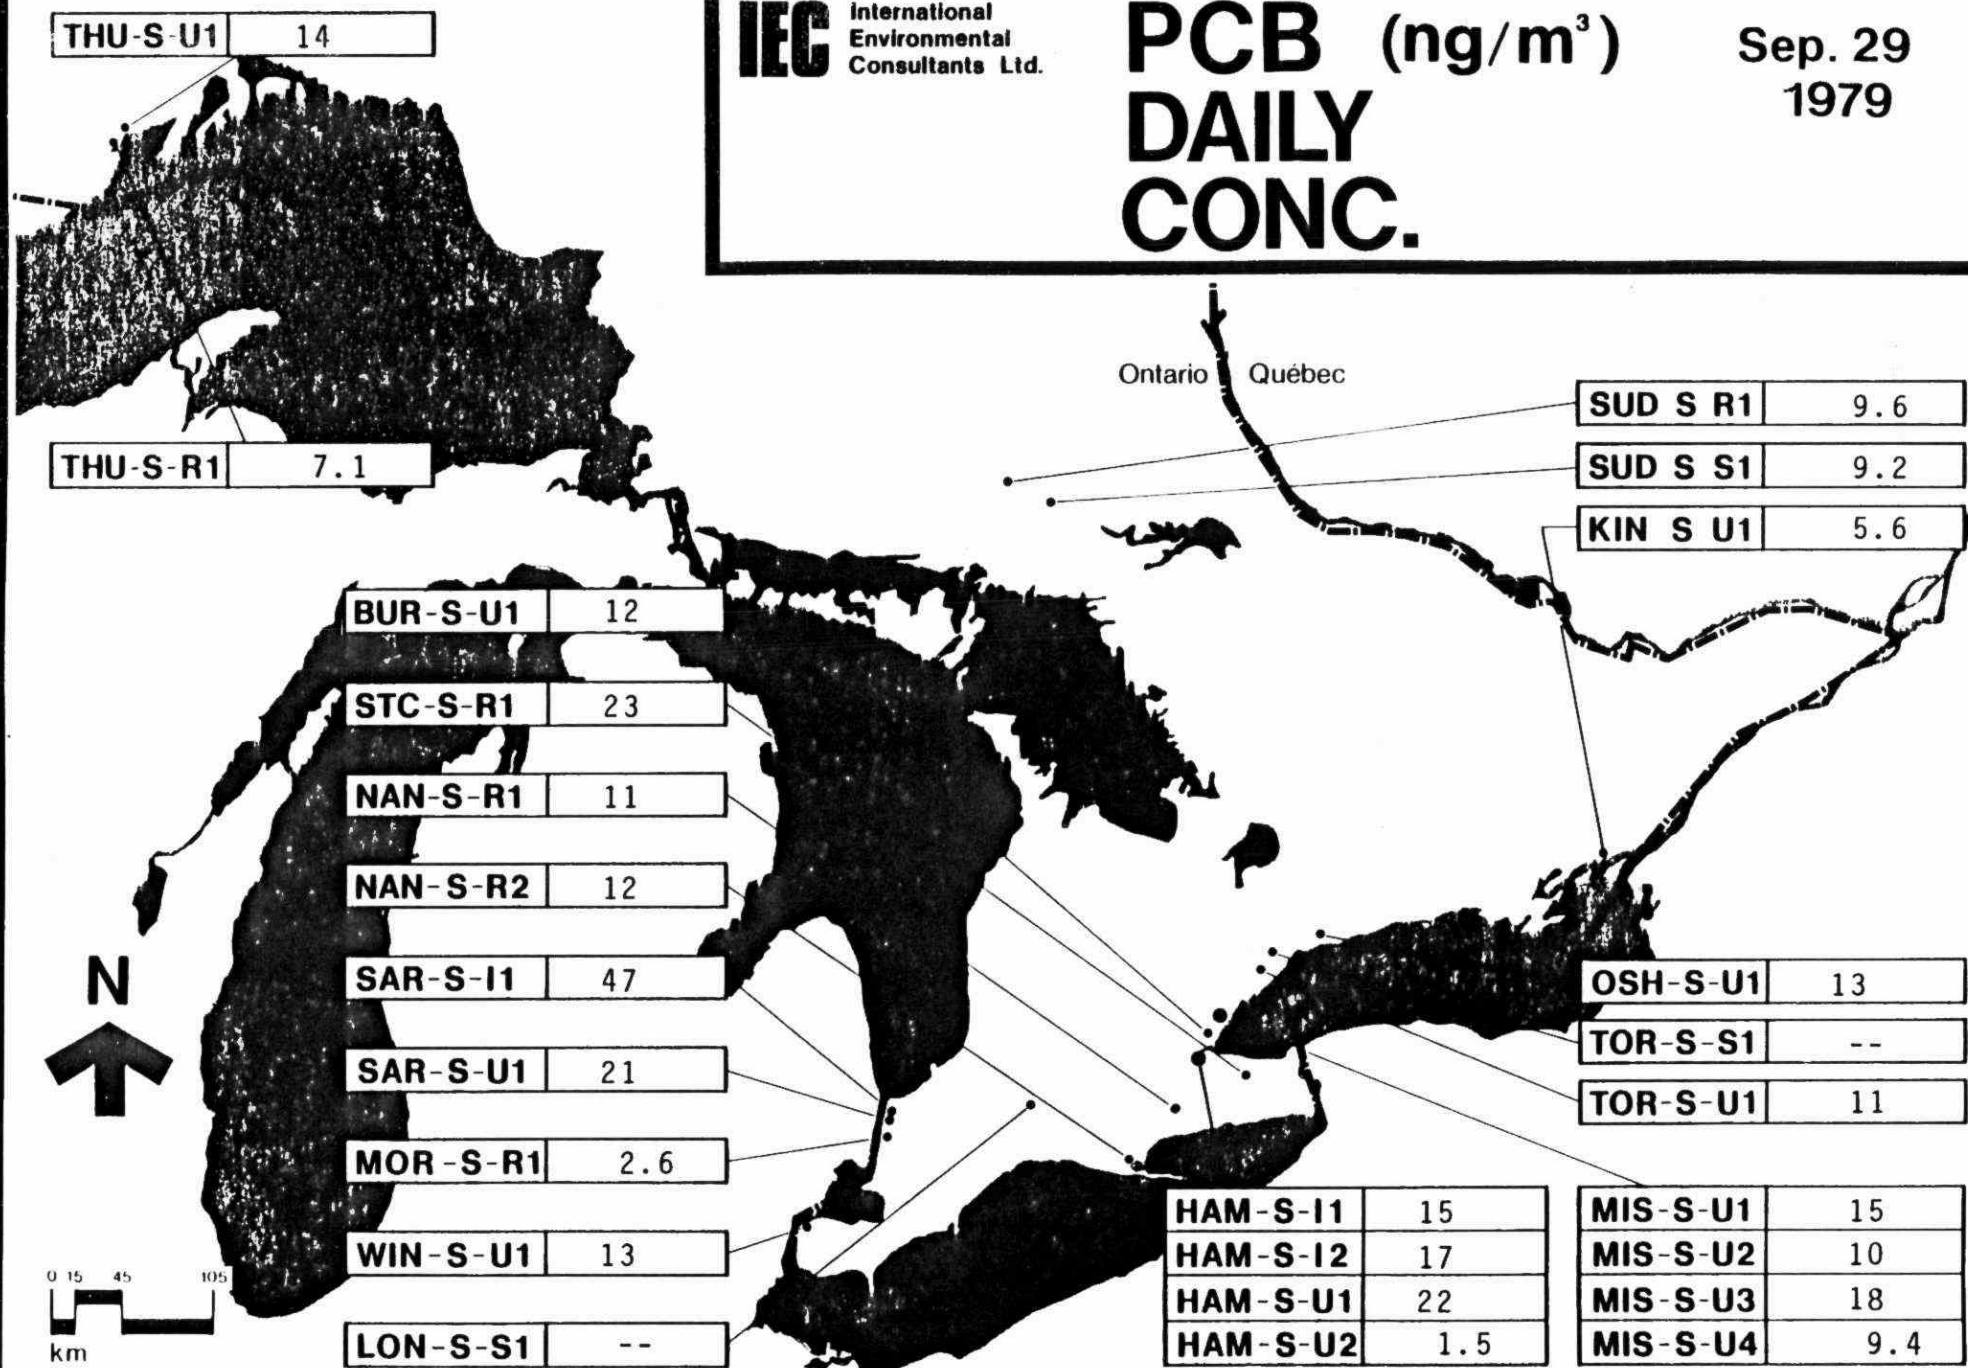 THU-S-U1 14
IEC
International
Environmental
Consultants Ltd.
PCB (ng/m³)
DAILY
CONC.
Sep. 29
1979
THU-S-R1 7.1
Ontario Québec
SUD S R1 9.6
SUD S S1 9.2
KIN S U1 5.6
BUR-S-U1 12
STC-S-R1 23
NAN-S-R1 11
NAN-S-R2 12
SAR-S-I1 47
SAR-S-U1 21
MOR-S-R1 2.6
WIN-S-U1 13
LON-S-S1 --
N
0 15 45 105
km
OSH-S-U1 13
TOR-S-S1 --
TOR-S-U1 11
HAM-S-I1 15
HAM-S-I2 17
HAM-S-U1 22
HAM-S-U2 1.5
MIS-S-U1 15
MIS-S-U2 10
MIS-S-U3 18
MIS-S-U4 9.4